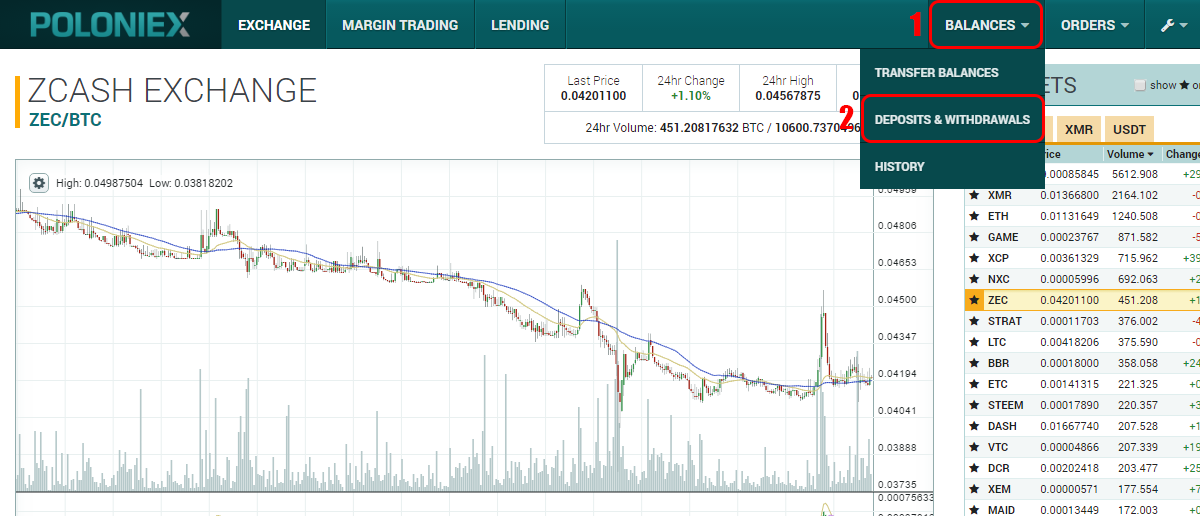 POLONIEX EXCHANGE MARGIN TRADING LENDING 1 BALANCES ORDERS
TRANSFER BALANCES
2 DEPOSITS & WITHDRAWALS
HISTORY
ZCASH EXCHANGE
ZEC/BTC
Last Price 24hr Change 24hr High
0.04201100 +1.10% 0.04567875 0.
24hr Volume: 451.20817632 BTC / 10600.7370496
ETS show ★ on
XMR USDT
rice Volume Change
High: 0.04987504 Low: 0.03818202
0.04959
0.04806
0.04653
0.04500
0.04347
0.04194
0.04041
0.03888
0.03735
0.00075633
.00085845 5612.908 +29
XMR 0.01366800 2164.102 -0
ETH 0.01131649 1240.508 -0
GAME 0.00023767 871.582 -5
XCP 0.00361329 715.962 +39
NXC 0.00005996 692.063 +2
ZEC 0.04201100 451.208 +1
STRAT 0.00011703 376.002 -4
LTC 0.00418206 375.590 -0
BBR 0.00018000 358.058 +24
ETC 0.00141315 221.325 +0
STEEM 0.00017890 220.357 +3
DASH 0.01667740 207.528 +1
VTC 0.00004866 207.339 +19
DCR 0.00202418 203.477 +25
XEM 0.00000571 177.554 +7
MAID 0.00013449 172.003 -0